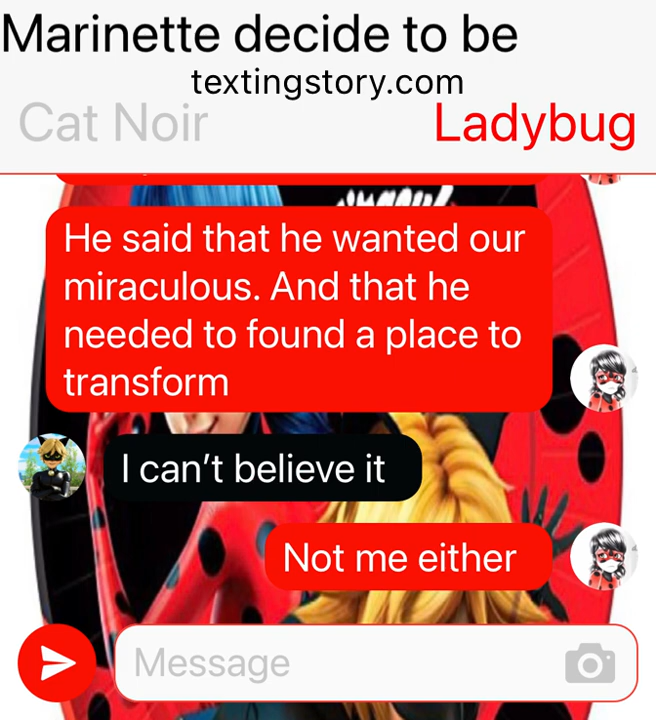 Marinette decide to be
textingstory.com
Cat Noir
Ladybug
He said that he wanted our
miraculous. And that he
needed to found a place to
transform
I can't believe it
Not me either
Message